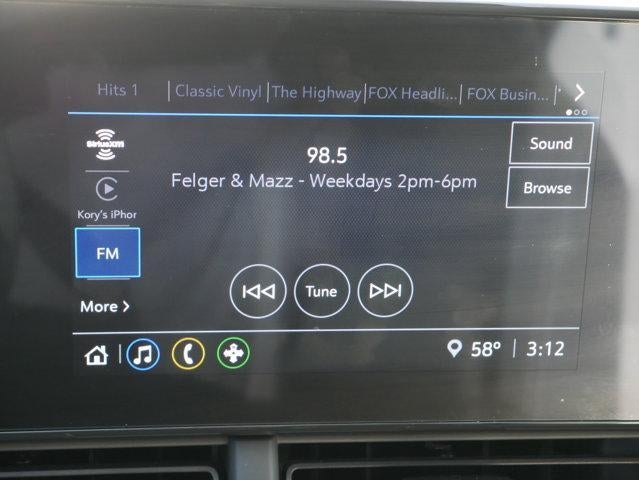 Hits 1 Classic Vinyl The Highway FOX Headli... FOX Busin...
SiriusXM
98.5
Sound
Felger & Mazz - Weekdays 2pm-6pm
Browse
Kory's iPhor
FM
Tune
More >
58° 3:12